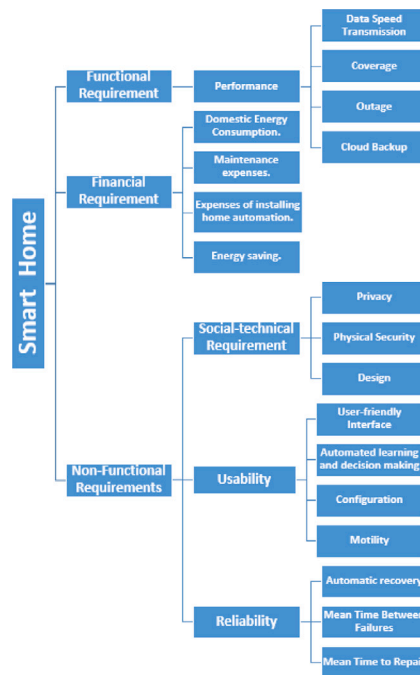 Smart Home
Functional
Requirement
Performance
Data Speed
Transmission
Coverage
Outage
Cloud Backup
Financial
Requirement
Domestic Energy
Consumption.
Maintenance
expenses.
Expenses of installing
home automation.
Energy saving.
Non-Functional
Requirements
Social-technical
Requirement
Privacy
Physical Security
Design
Usability
User-friendly
Interface
Automated learning
and decision making
Configuration
Motility
Reliability
Automatic recovery
Mean Time Between
Failures
Mean Time to Repair